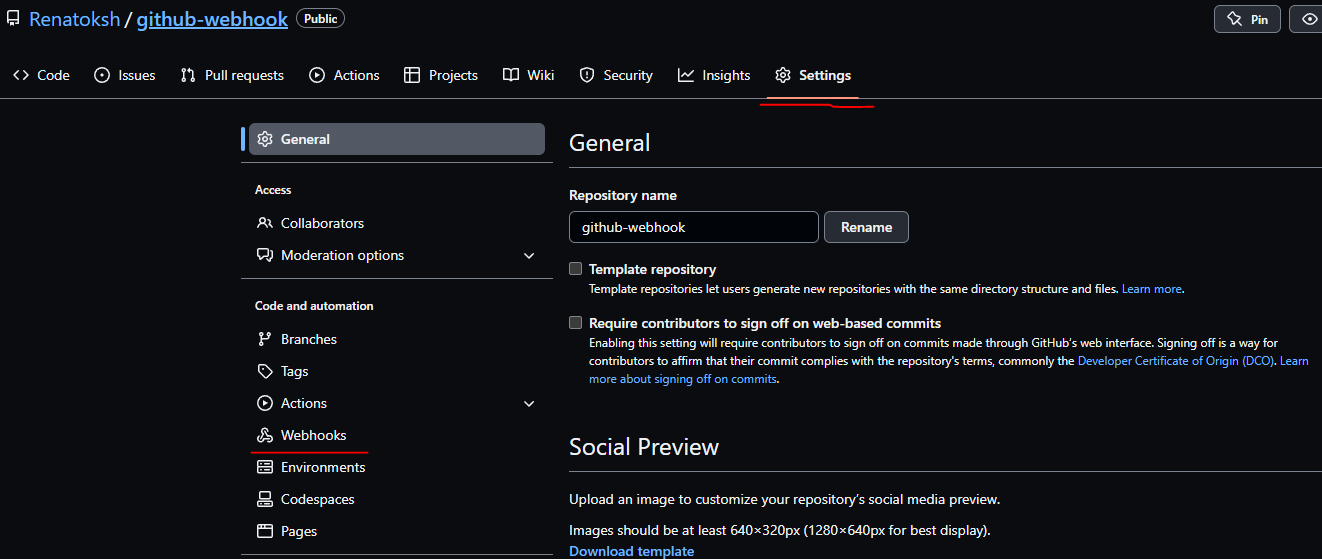 Renatoksh / github-webhook Public
Pin
Code Issues Pull requests Actions Projects Wiki Security Insights Settings
General
Access
Collaborators
Moderation options
Code and automation
Branches
Tags
Actions
Webhooks
Environments
Codespaces
Pages
General
Repository name
github-webhook Rename
Template repository
Template repositories let users generate new repositories with the same directory structure and files. Learn more.
Require contributors to sign off on web-based commits
Enabling this setting will require contributors to sign off on commits made through GitHub's web interface. Signing off is a way for
contributors to affirm that their commit complies with the repository's terms, commonly the Developer Certificate of Origin (DCO). Learn
more about signing off on commits.
Social Preview
Upload an image to customize your repository's social media preview.
Images should be at least 640×320px (1280×640px for best display).
Download template